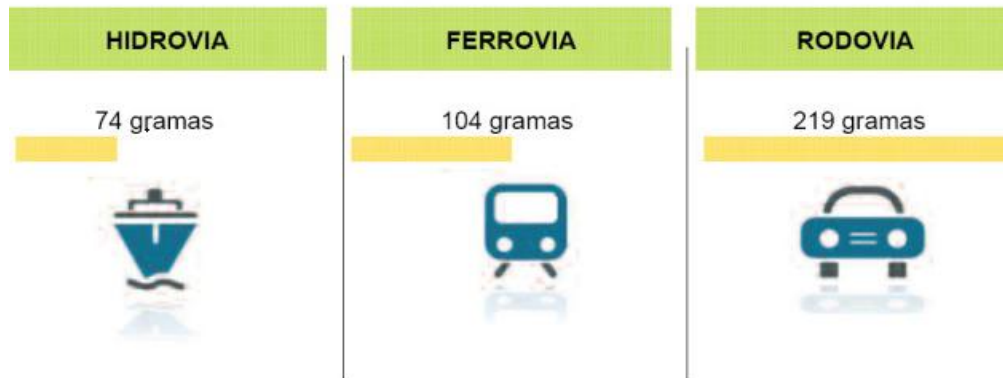 HIDROVIA
74 gramas
FERROVIA
104 gramas
RODOVIA
219 gramas